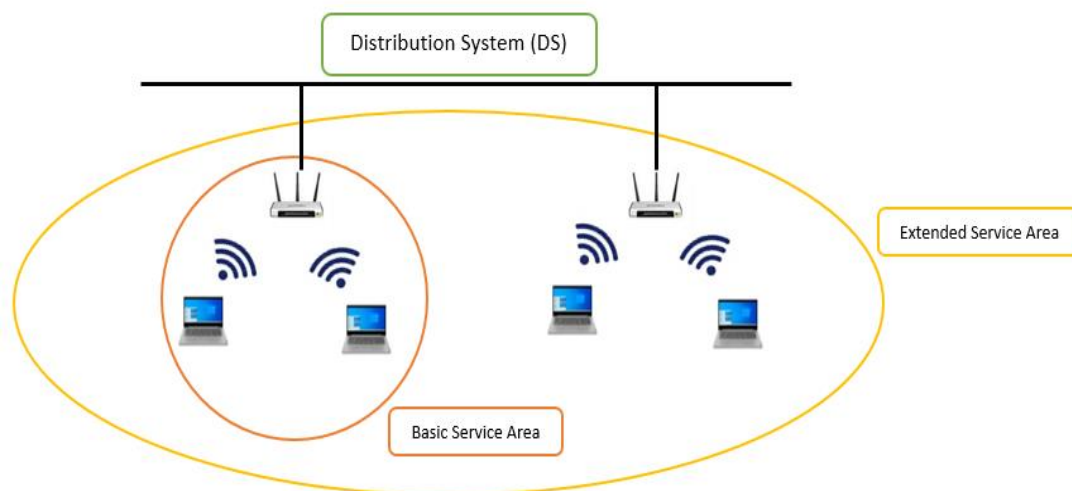 Distribution System (DS)
Extended Service Area
Basic Service Area